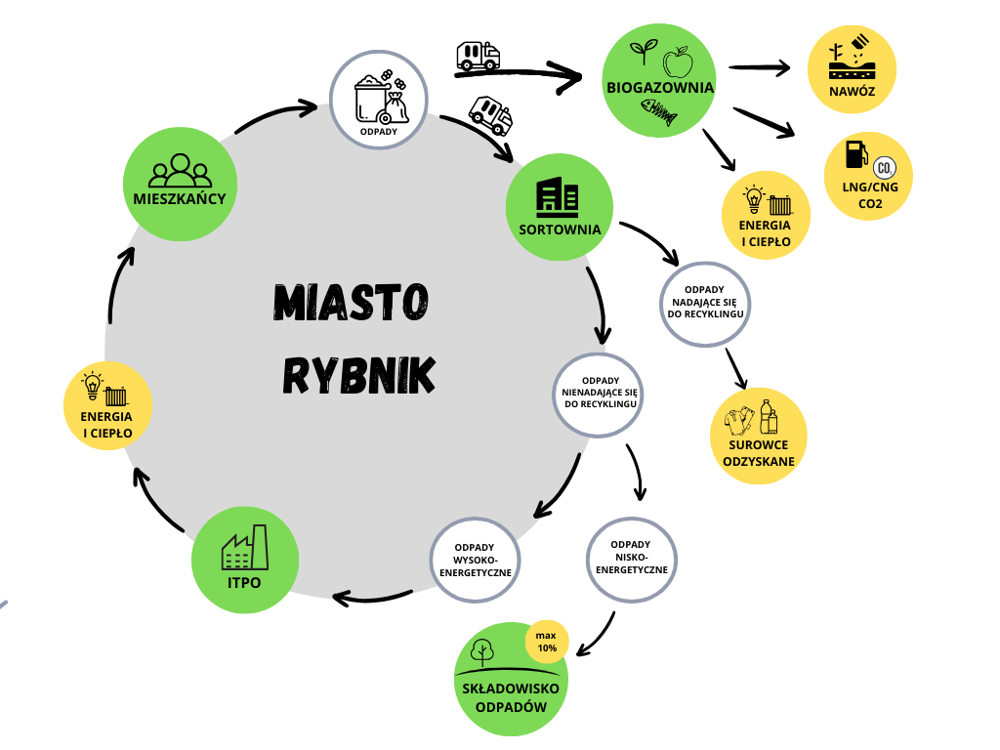 ODPADY
BIOGAZOWNIA
NAWÓZ
CO2
LNG/CNG
CO2
ENERGIA
I CIEPŁO
MIESZKAŃCY
SORTOWNIA
ODPADY
NADAJĄCE SIĘ
DO RECYKLINGU
MIASTO
RYBNIK
ODPADY
NIENADAJĄCE SIĘ
DO RECYKLINGU
ENERGIA
I CIEPŁO
SUROWCE
ODZYSKANE
ITPO
ODPADY
WYSOKO-
ENERGETYCZNE
ODPADY
NISKO-
ENERGETYCZNE
max
10%
SKŁADOWISKO
ODPADÓW